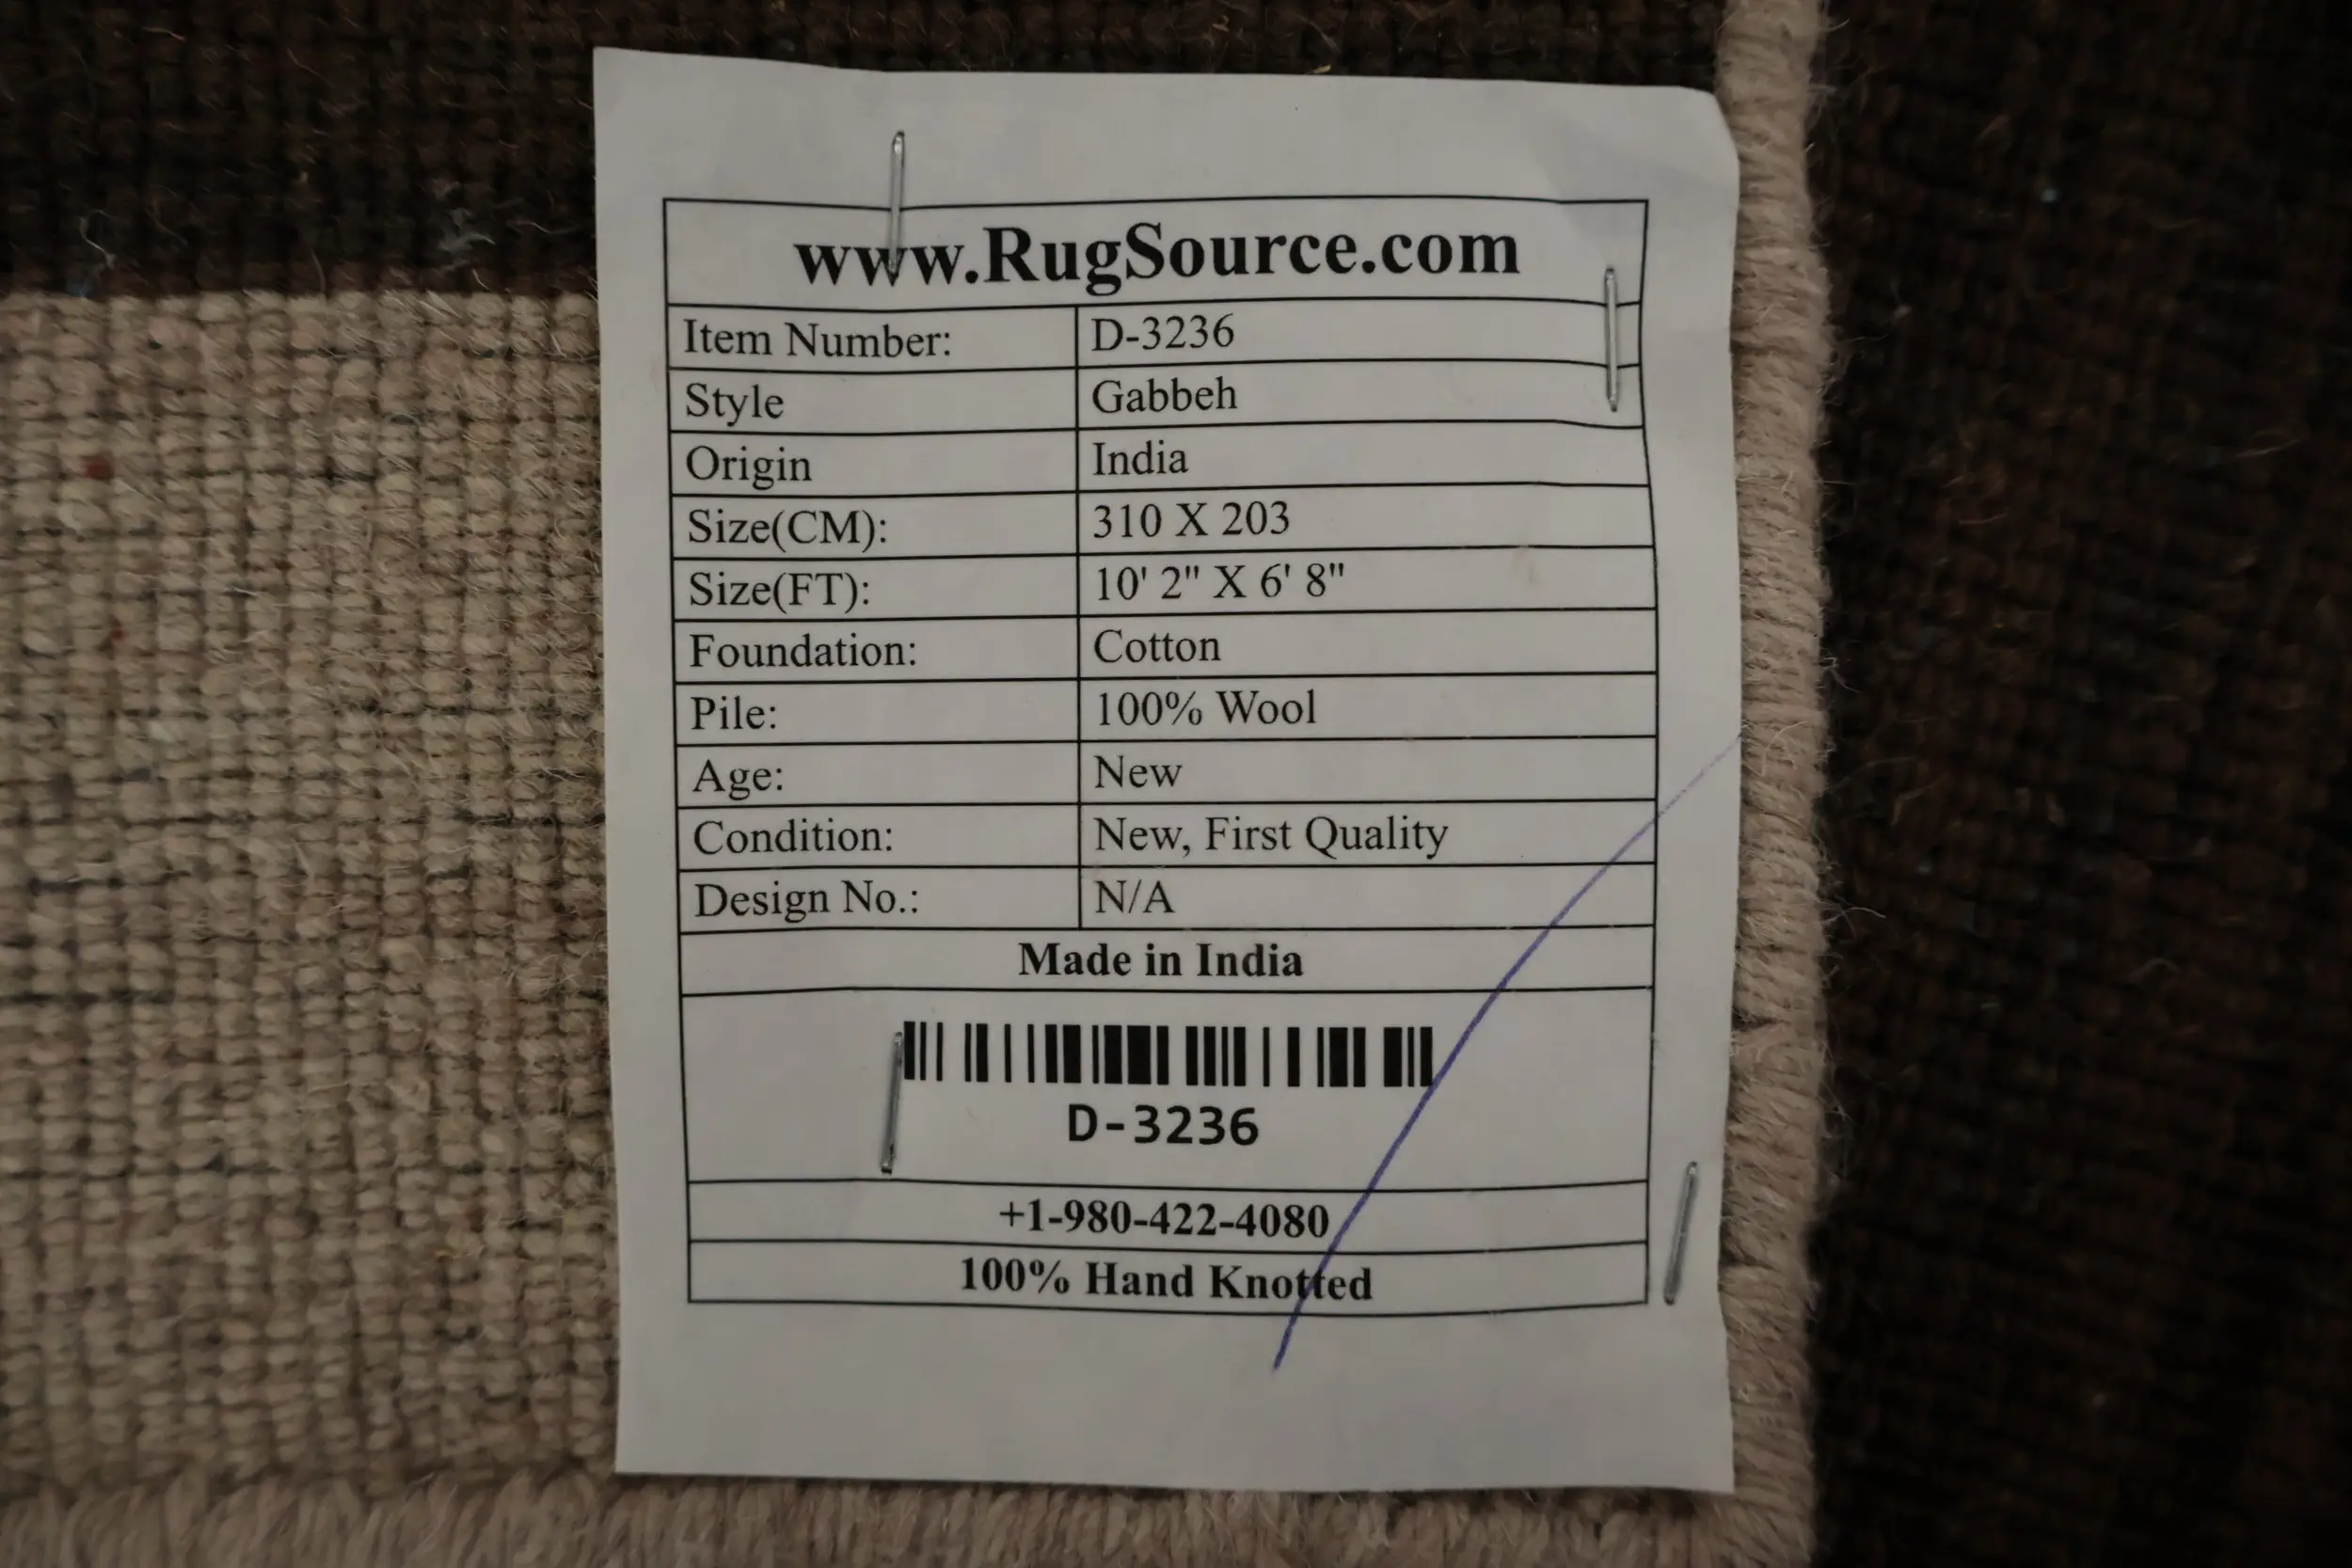 www.RugSource.com
Item Number: D-3236
Style Gabbeh
Origin India
Size(CM): 310 X 203
Size(FT): 10' 2" X 6' 8"
Foundation: Cotton
Pile: 100% Wool
Age: New
Condition: New, First Quality
Design No.: N/A
Made in India
D-3236
+1-980-422-4080
100% Hand Knotted